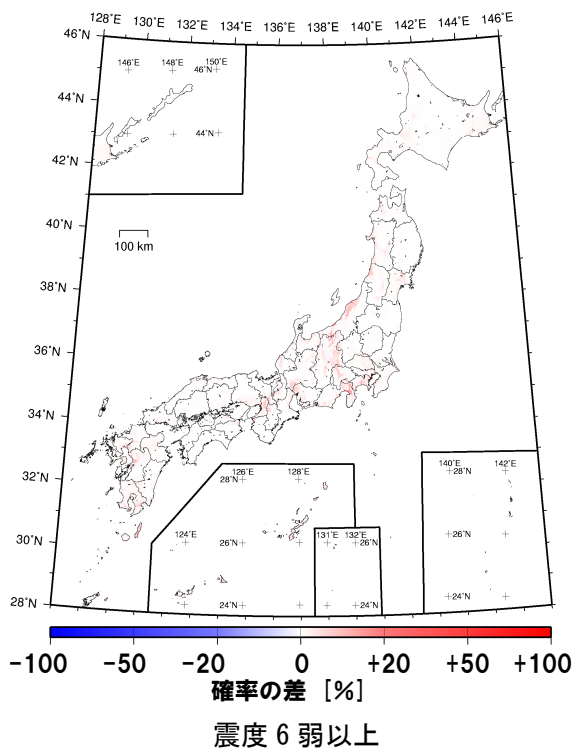 128°E 130°E 132°E 134°E 136°E 138°E 140°E 142°E 144°E 146°E
46°N
146°E 148°E 150°E
46°N
44°N
44°N
42°N
40°N
100 km
38°N
36°N
34°N
32°N
126°E 128°E
28°N
140°E 142°E
28°N
30°N
124°E
26°N
131°E 132°E
26°N
26°N
28°N
24°N
24°N
24°N
-100 -50 -20 0 +20 +50 +100
確率の差 [%]
震度6弱以上